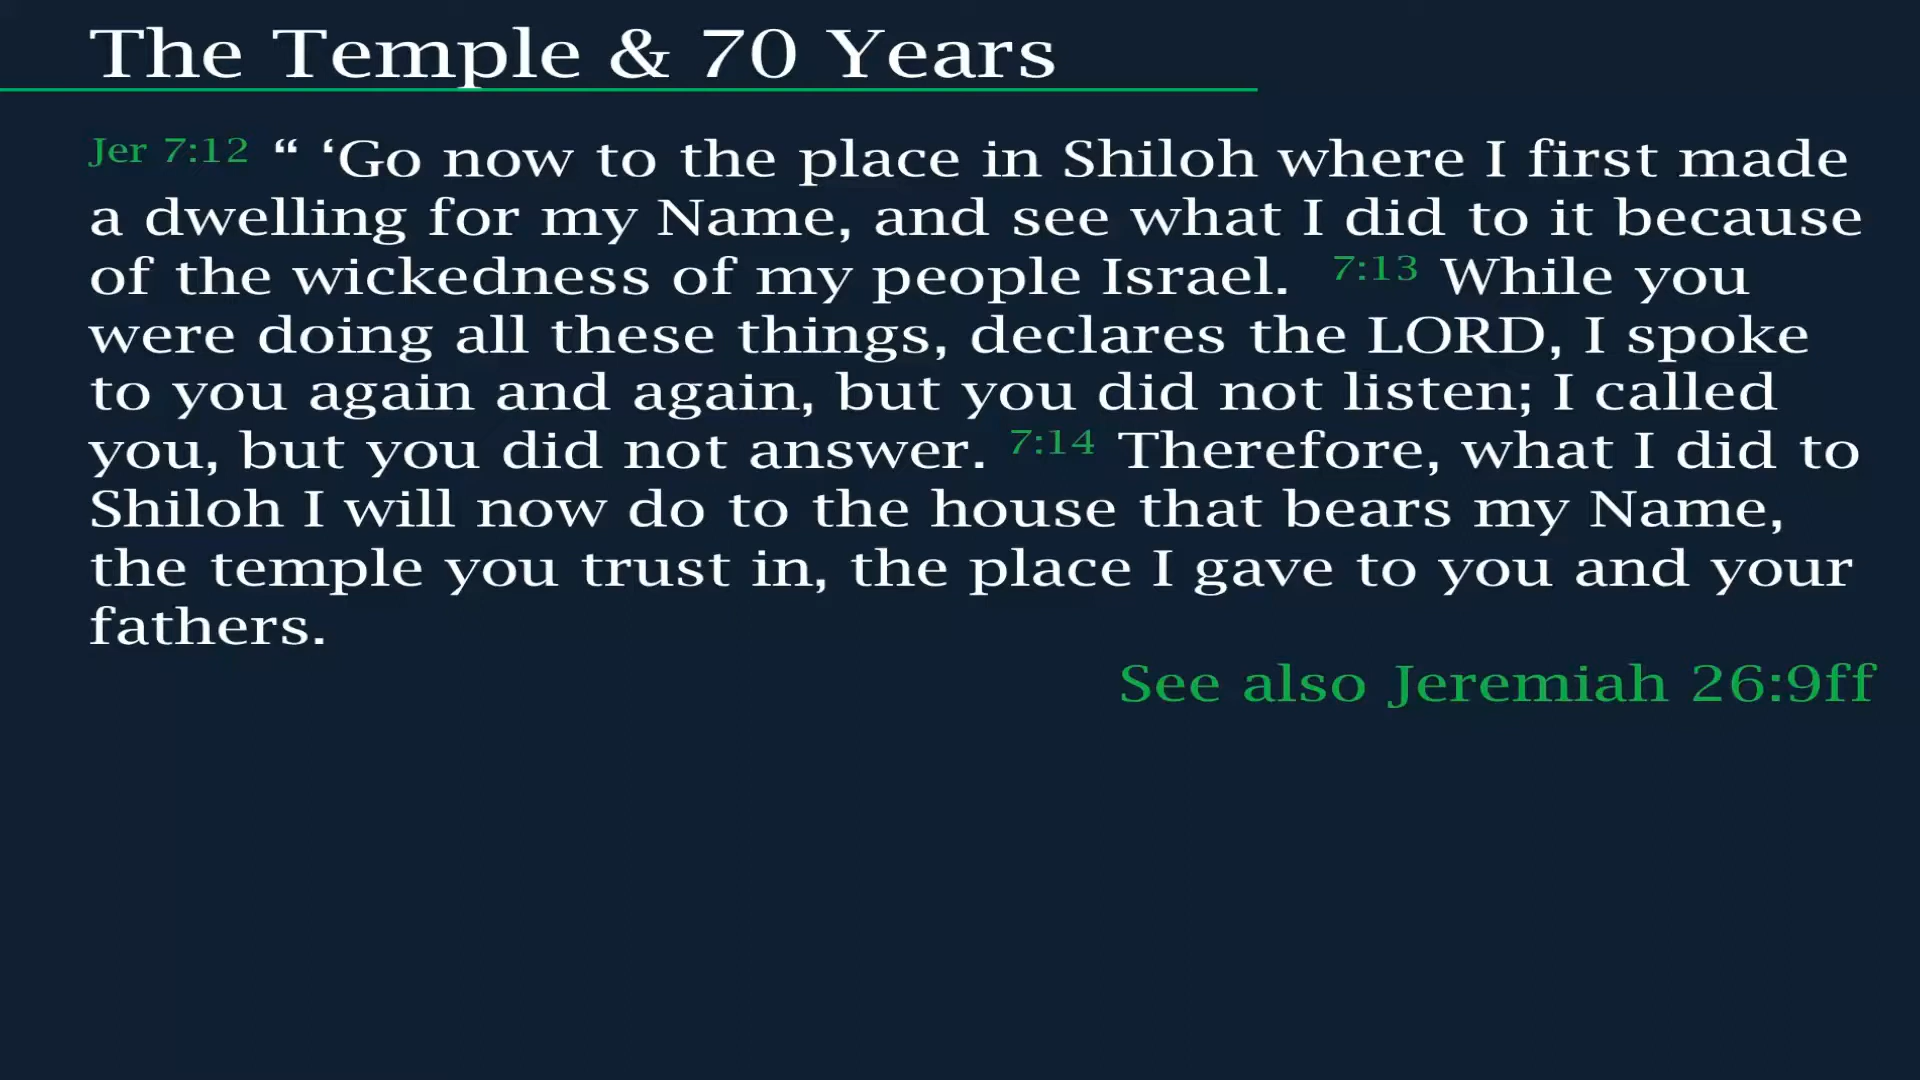 The Temple & 70 Years
Jer 7:12 “ ‘Go now to the place in Shiloh where I first made
a dwelling for my Name, and see what I did to it because
of the wickedness of my people Israel. 7:13 While you
were doing all these things, declares the LORD, I spoke
to you again and again, but you did not listen; I called
you, but you did not answer. 7:14 Therefore, what I did to
Shiloh I will now do to the house that bears my Name,
the temple you trust in, the place I gave to you and your
fathers.
See also Jeremiah 26:9ff